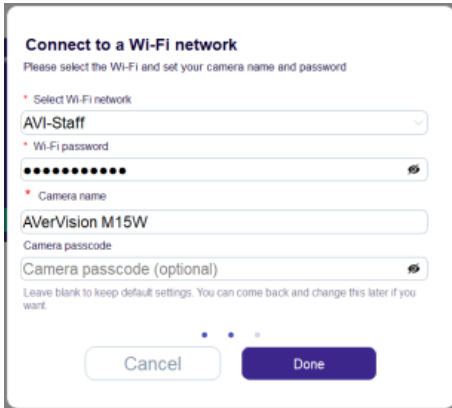 Connect to a Wi-Fi network
Please select the Wi-Fi and set your camera name and password
* Select Wi-Fi network
AVI-Staff
* Wi-Fi password
●●●●●●●●●●●
* Camera name
AVerVision M15W
Camera passcode
Camera passcode (optional)
Leave blank to keep default settings. You can come back and change this later if you
want.
Cancel Done